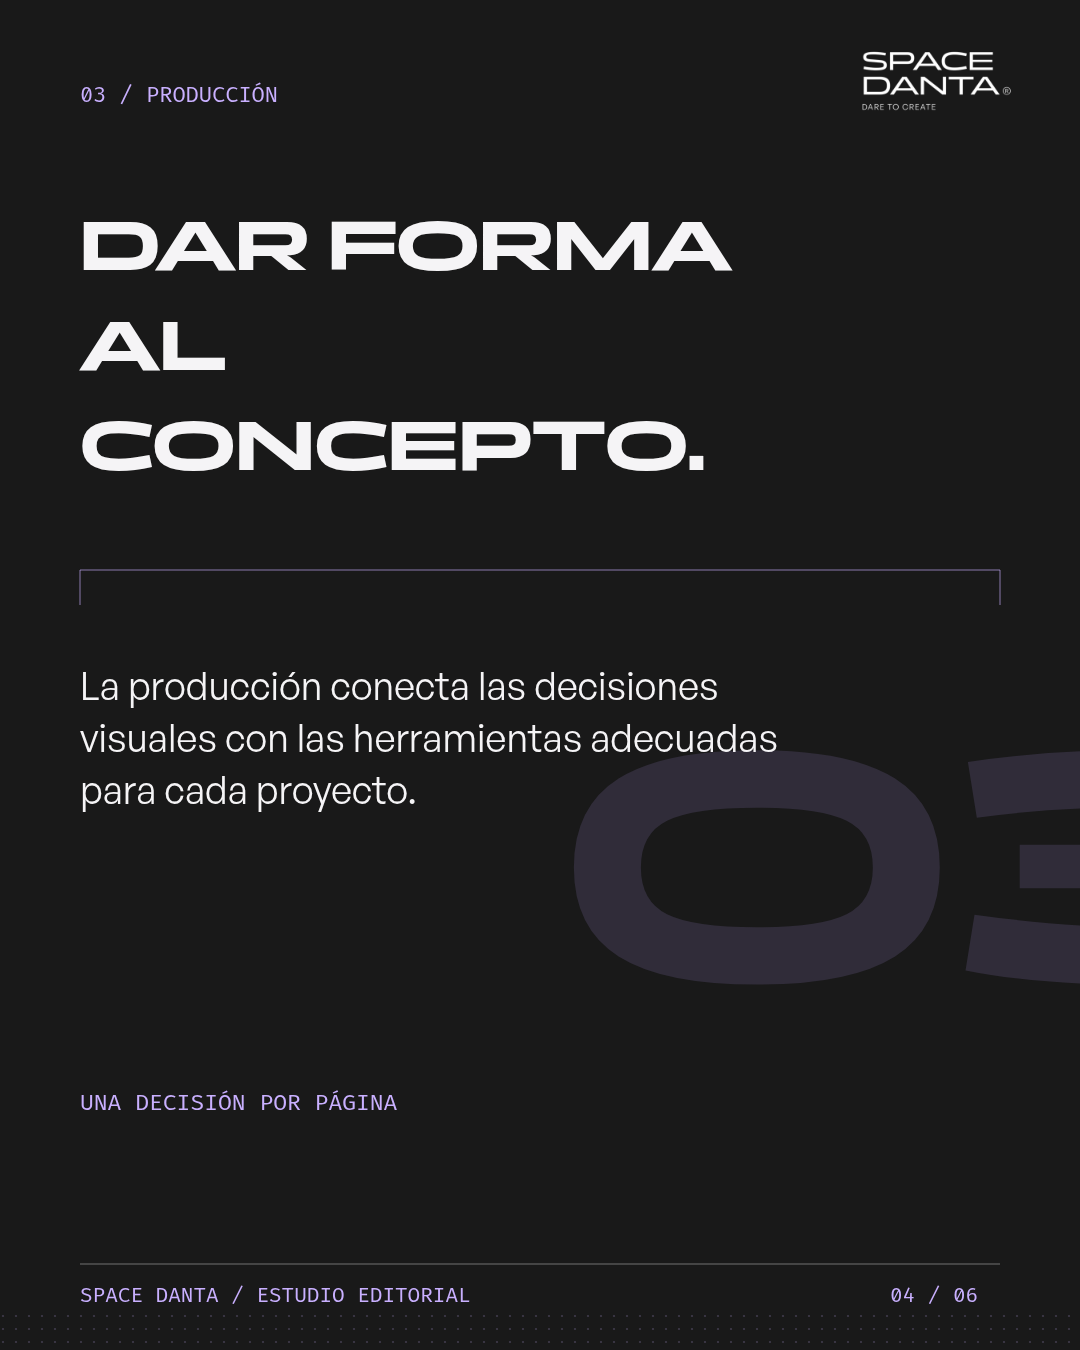 03 / PRODUCCIÓN
SPACE
DANTA®
DARE TO CREATE
DAR FORMA
AL
CONCEPTO.
La producción conecta las decisiones
visuales con las herramientas adecuadas
para cada proyecto.
03
UNA DECISIÓN POR PÁGINA
SPACE DANTA / ESTUDIO EDITORIAL
04 / 06